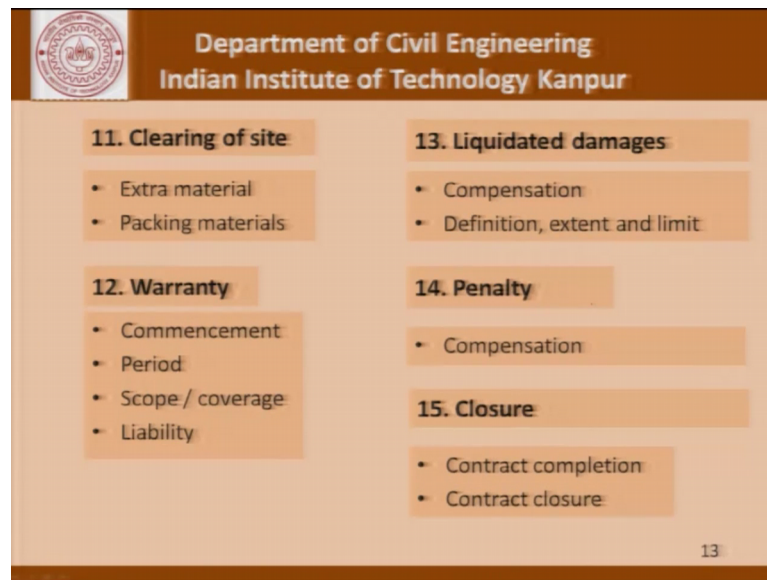 Department of Civil Engineering
Indian Institute of Technology Kanpur
11. Clearing of site
• Extra material
• Packing materials
12. Warranty
• Commencement
• Period
• Scope / coverage
• Liability
13. Liquidated damages
• Compensation
• Definition, extent and limit
14. Penalty
• Compensation
15. Closure
• Contract completion
• Contract closure
13